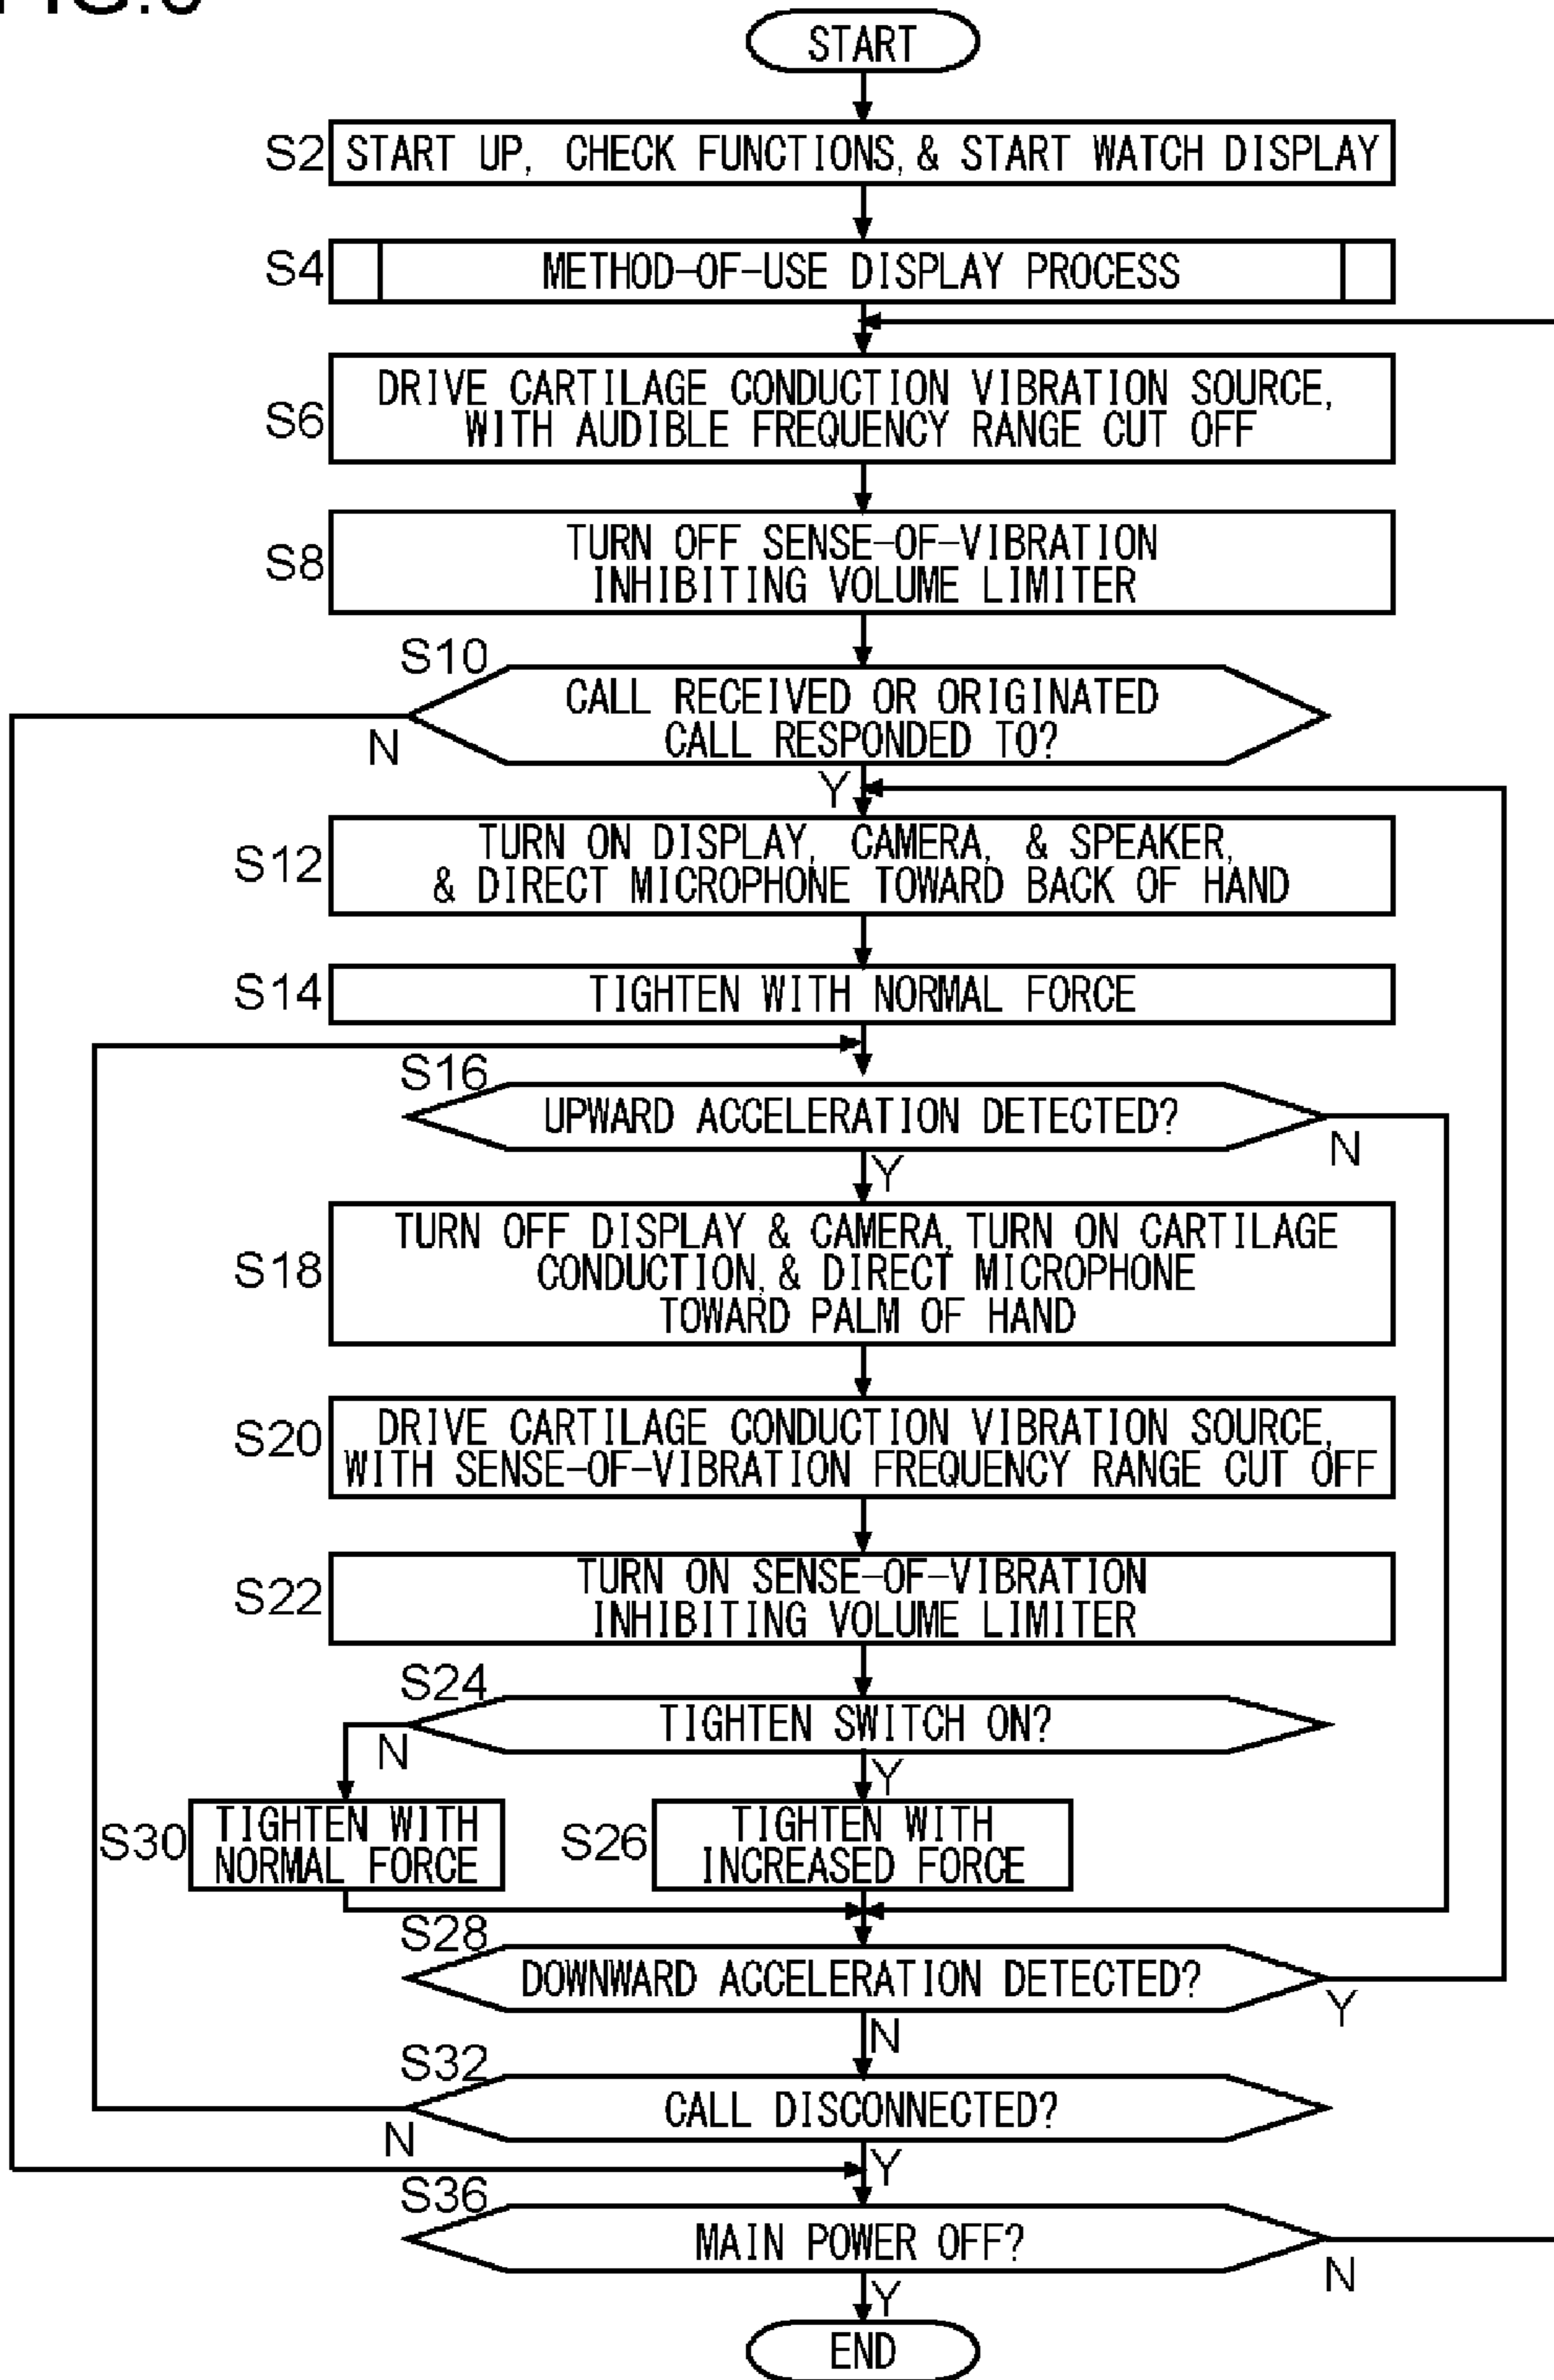 START
S2 START UP, CHECK FUNCTIONS, & START WATCH DISPLAY
S4 METHOD-OF-USE DISPLAY PROCESS
S6 DRIVE CARTILAGE CONDUCTION VIBRATION SOURCE,
WITH AUDIBLE FREQUENCY RANGE CUT OFF
S8 TURN OFF SENSE-OF-VIBRATION
INHIBITING VOLUME LIMITER
S10
CALL RECEIVED OR ORIGINATED
CALL RESPONDED TO?
N
Y
S12 TURN ON DISPLAY, CAMERA, & SPEAKER,
& DIRECT MICROPHONE TOWARD BACK OF HAND
S14 TIGHTEN WITH NORMAL FORCE
S16
UPWARD ACCELERATION DETECTED?
N
Y
S18 TURN OFF DISPLAY & CAMERA, TURN ON CARTILAGE
CONDUCTION, & DIRECT MICROPHONE
TOWARD PALM OF HAND
S20 DRIVE CARTILAGE CONDUCTION VIBRATION SOURCE,
WITH SENSE-OF-VIBRATION FREQUENCY RANGE CUT OFF
S22 TURN ON SENSE-OF-VIBRATION
INHIBITING VOLUME LIMITER
S24
TIGHTEN SWITCH ON?
N
Y
S30 TIGHTEN WITH
NORMAL FORCE
S26 TIGHTEN WITH
INCREASED FORCE
S28
DOWNWARD ACCELERATION DETECTED?
Y
N
S32
CALL DISCONNECTED?
N
Y
S36
MAIN POWER OFF?
N
Y
END